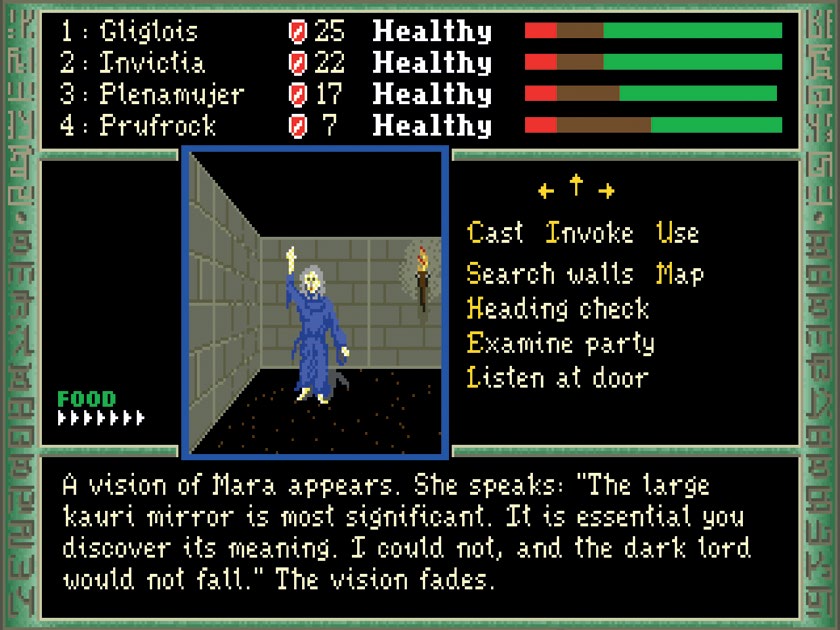 1: Gliglois 25 Healthy
2: Invictia 22 Healthy
3: Plenamujer 17 Healthy
4: Prufrock 7 Healthy
Cast Invoke Use
Search walls Map
Heading check
Examine party
Listen at door
FOOD
A vision of Mara appears. She speaks: "The large
kauri mirror is most significant. It is essential you
discover its meaning. I could not, and the dark lord
would not fall." The vision fades.